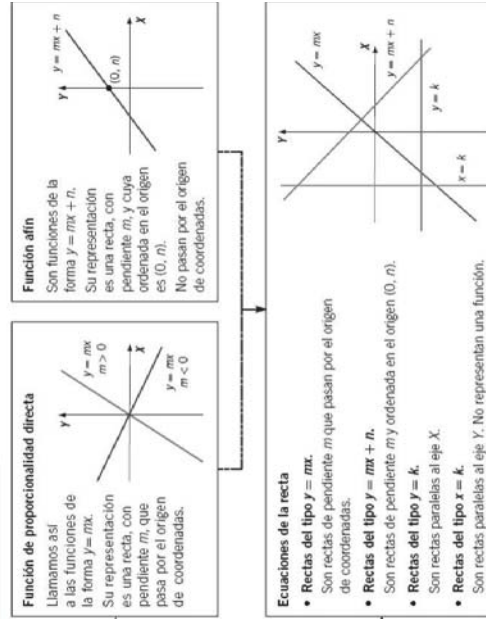 Función de proporcionalidad directa
Llamamos así
a las funciones de
la forma y = mx.
Su representación
es una recta, con
pendiente m, que
pasa por el origen
de coordenadas.
Y
y = mx
m > 0
X
y = mx
m < 0
Función afín
Son funciones de la
forma y = mx + n.
Su representación
es una recta, con
pendiente m, y cuya
ordenada en el origen
es (0, n).
No pasan por el origen
de coordenadas.
Y
y = mx + n
(0, n)
X
Ecuaciones de la recta
• Rectas del tipo y = mx.
Son rectas de pendiente m que pasan por el origen
de coordenadas.
• Rectas del tipo y = mx + n.
Son rectas de pendiente m y ordenada en el origen (0, n).
• Rectas del tipo y = k.
Son rectas paralelas al eje X.
• Rectas del tipo x = k.
Son rectas paralelas al eje Y. No representan una función.
Y
y = mx
X
y = mx + n
y = k
x = k